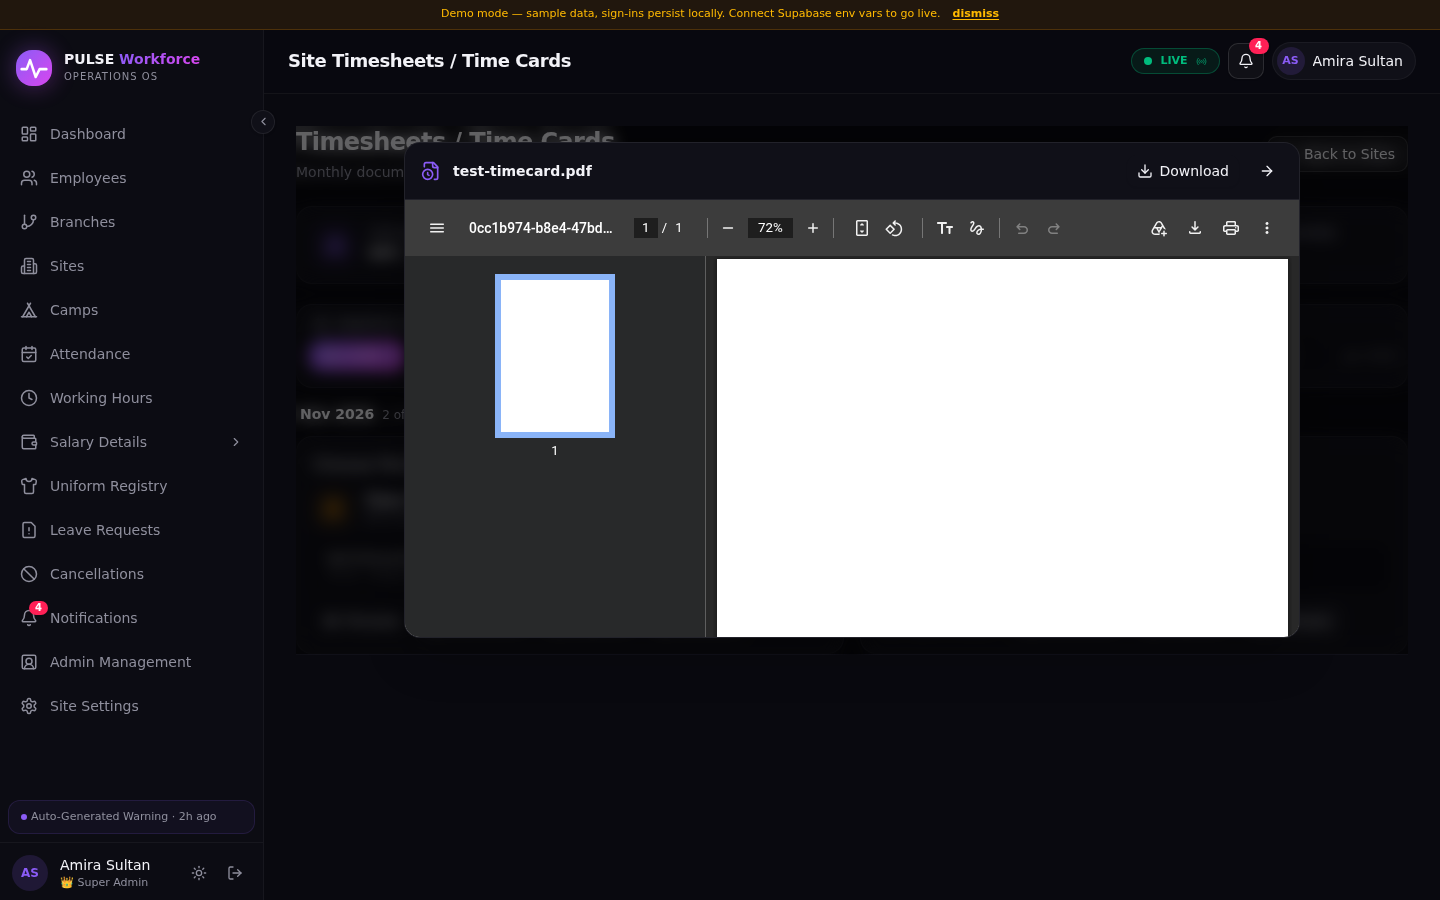 Demo mode — sample data, sign-ins persist locally. Connect Supabase env vars to go live. dismiss
PULSE Workforce
OPERATIONS OS
Site Timesheets / Time Cards
LIVE
4
AS
Amira Sultan
Dashboard
Employees
Branches
Sites
Camps
Attendance
Working Hours
Salary Details
Uniform Registry
Leave Requests
Cancellations
4
Notifications
Admin Management
Site Settings
Auto-Generated Warning · 2h ago
AS
Amira Sultan
👑 Super Admin
Timesheets / Time Cards
Monthly docum
Back to Sites
Nov 2026
2 of
test-timecard.pdf
Download
0cc1b974-b8e4-47bd...
1 / 1
72%
1